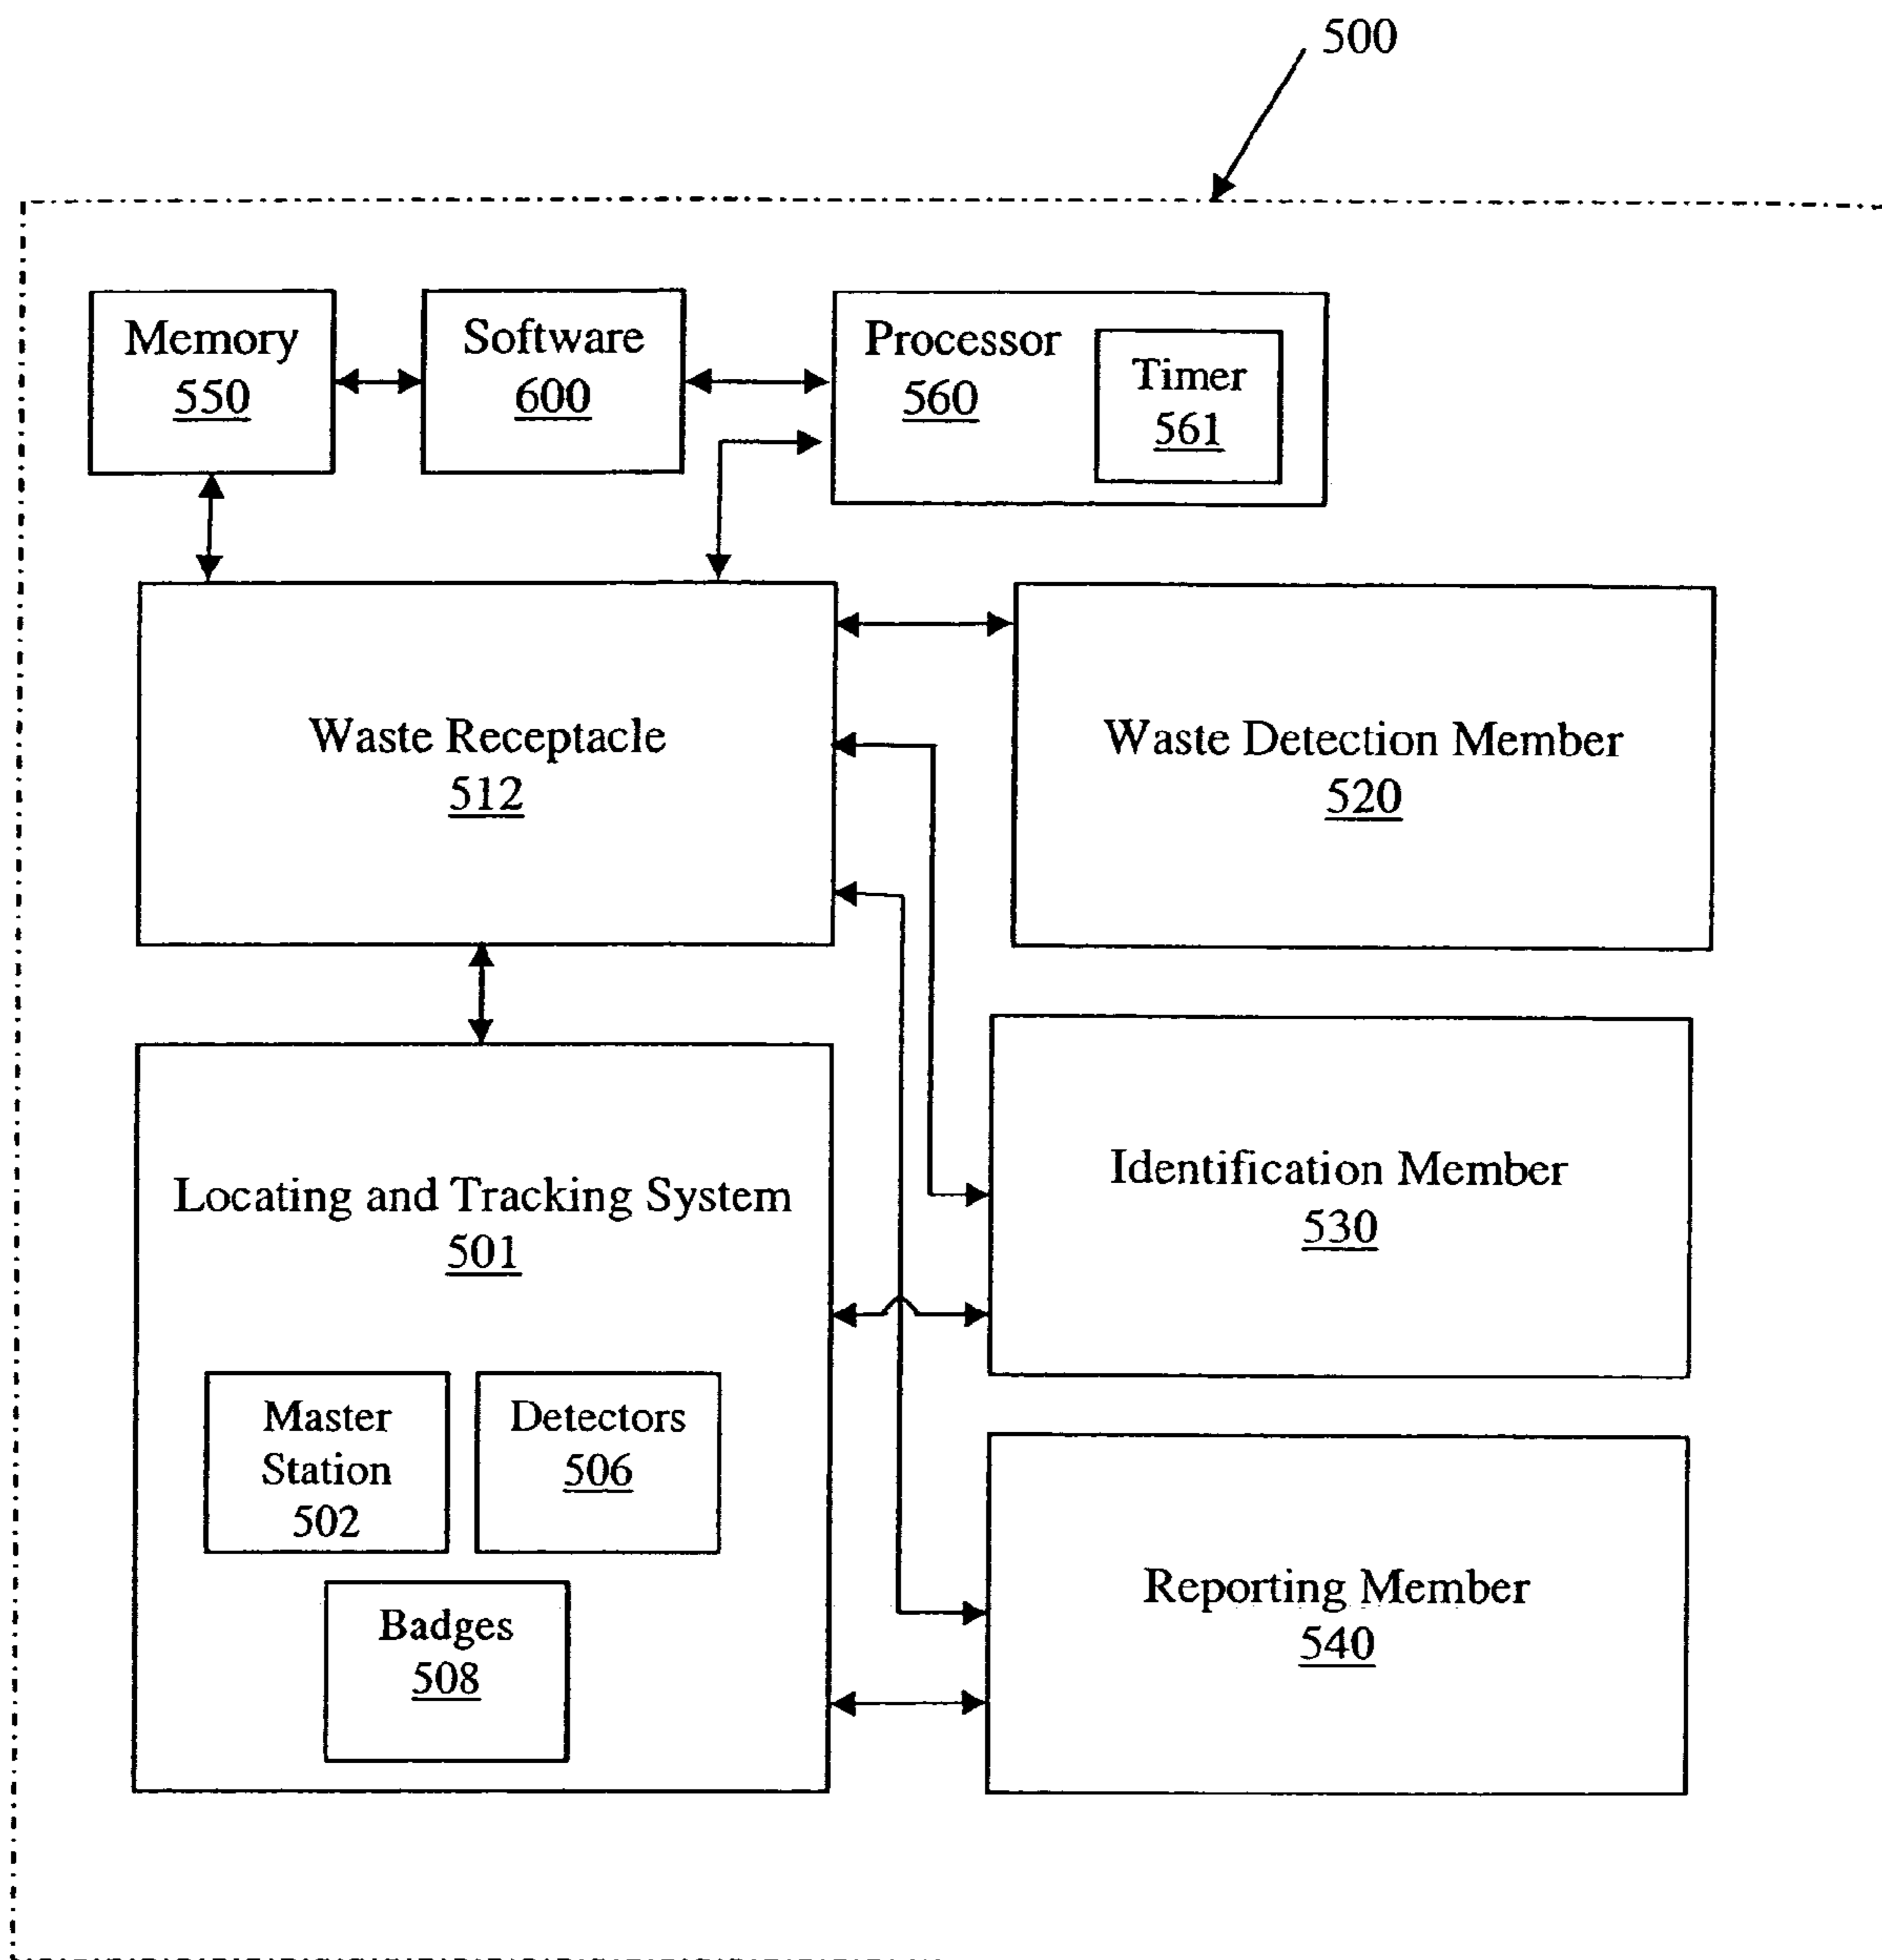 500
Memory
550
Software
600
Processor
560
Timer
561
Waste Receptacle
512
Waste Detection Member
520
Locating and Tracking System
501
Master
Station
502
Detectors
506
Badges
508
Identification Member
530
Reporting Member
540